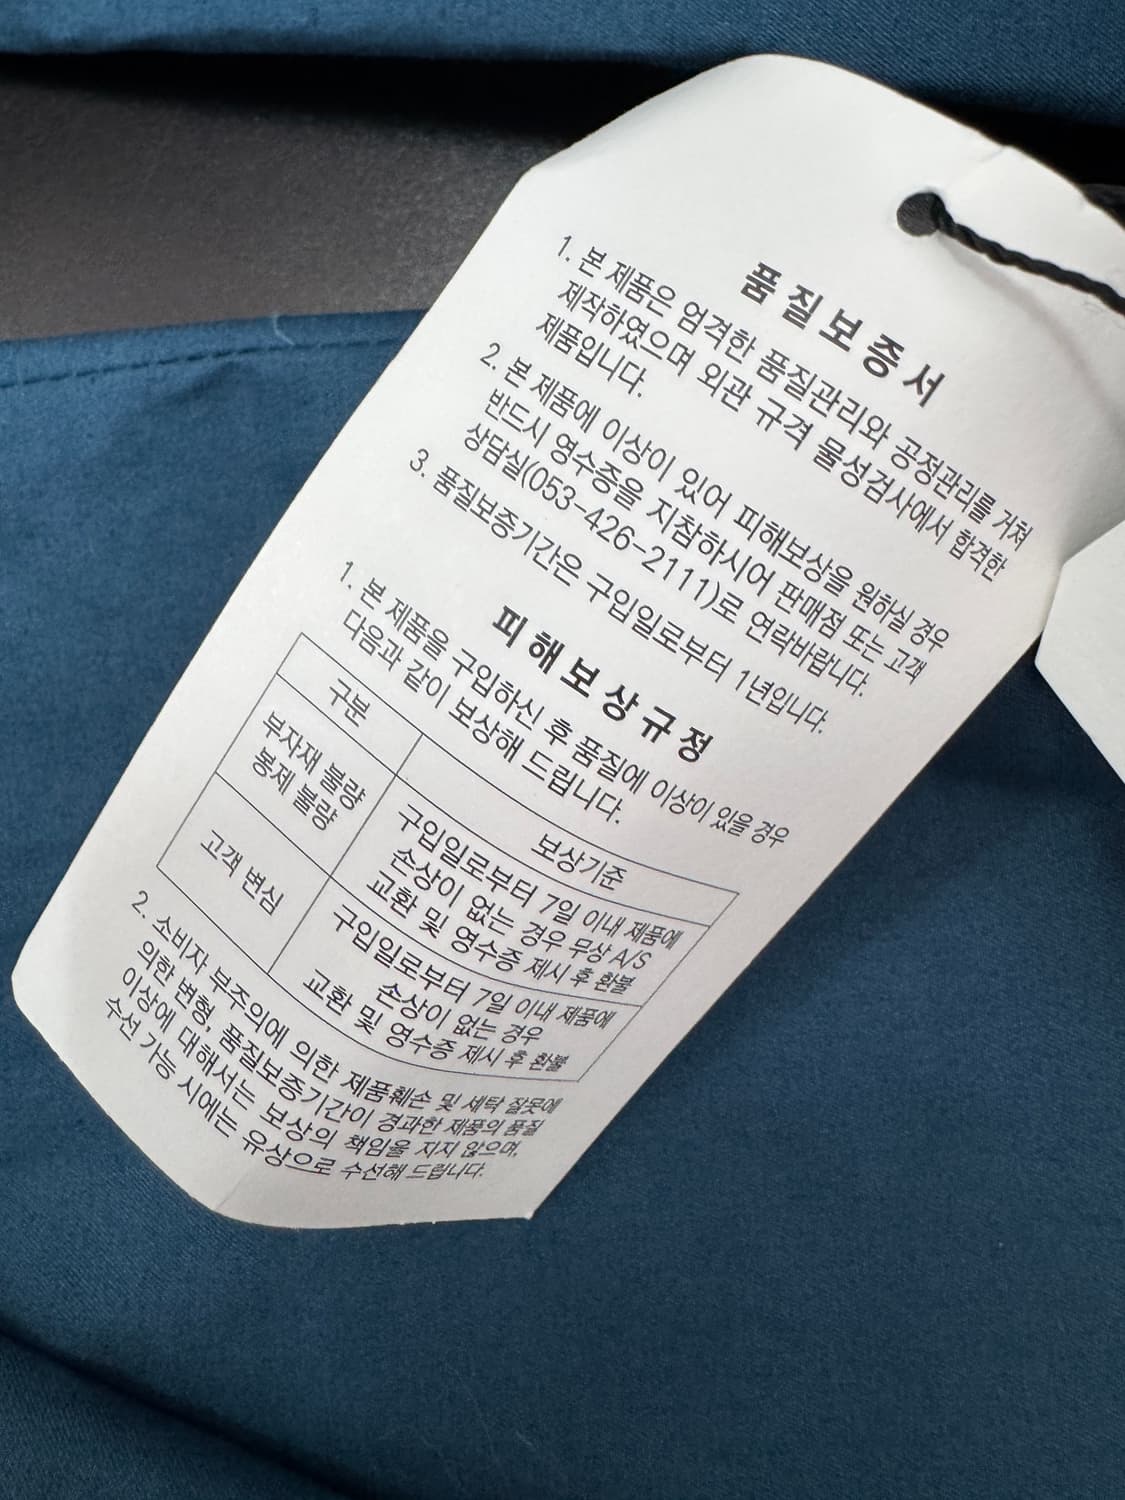 품질보증서
1. 본 제품은 엄격한 품질관리와 공정관리를 거쳐
제작하였으며 외관 규격 물성검사에서 합격한
제품입니다.
2. 본 제품에 이상이 있어 피해보상을 원하실 경우
반드시 영수증을 지참하시어 판매점 또는 고객
상담실(053-426-2111)로 연락바랍니다.
3. 품질보증기간은 구입일로부터 1년입니다.
피해보상규정
1. 본 제품을 구입하신 후 품질에 이상이 있을 경우
다음과 같이 보상해 드립니다.
구분 보상기준
부자재 불량
봉제 불량
구입일로부터 7일 이내 제품에
손상이 없는 경우 무상 A/S
교환 및 영수증 제시 후 환불
고객 변심
구입일로부터 7일 이내 제품에
손상이 없는 경우
교환 및 영수증 제시 후 환불
2. 소비자 부주의에 의한 제품훼손 및 세탁 잘못에
의한 변형, 품질보증기간이 경과한 제품의 품질
이상에 대해서는 보상의 책임을 지지 않으며,
수선 가능 시에는 유상으로 수선해 드립니다.